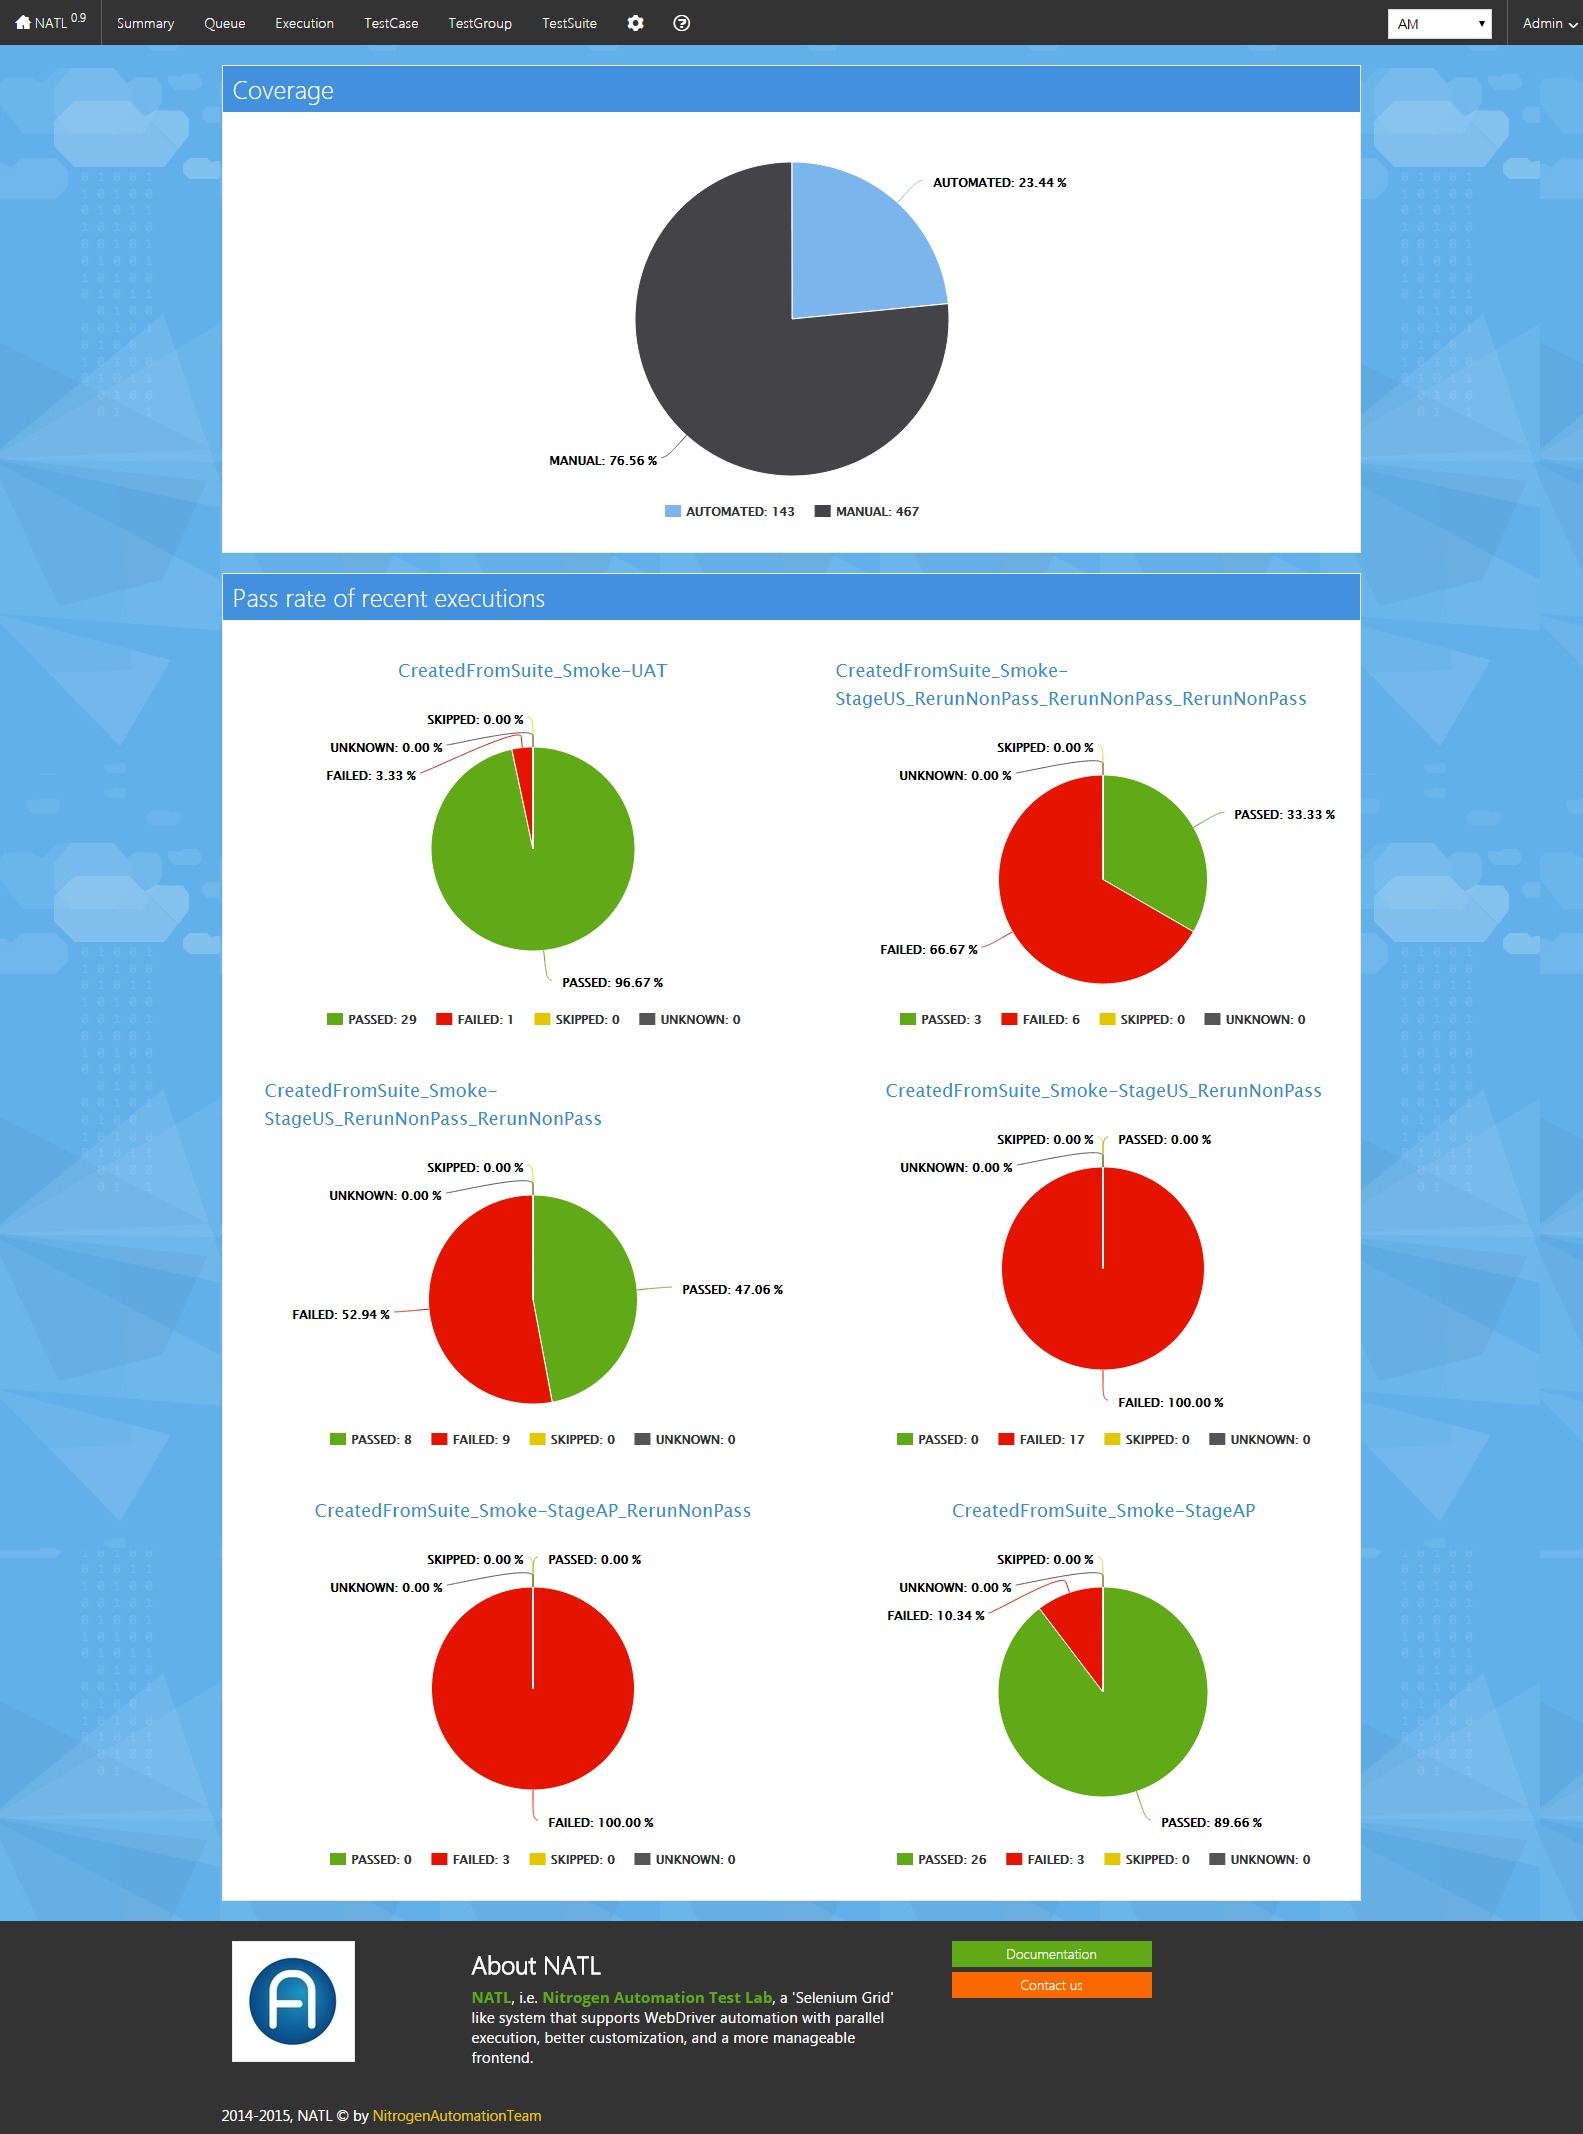 NATL 0.9 Summary Queue Execution TestCase TestGroup TestSuite AM Admin
Coverage
AUTOMATED: 23.44 %
MANUAL: 76.56 %
AUTOMATED: 143 MANUAL: 467
Pass rate of recent executions
CreatedFromSuite_Smoke-UAT
SKIPPED: 0.00 %
UNKNOWN: 0.00 %
FAILED: 3.33 %
PASSED: 96.67 %
PASSED: 29 FAILED: 1 SKIPPED: 0 UNKNOWN: 0
CreatedFromSuite_Smoke-
StageUS_RerunNonPass_RerunNonPass_RerunNonPass
SKIPPED: 0.00 %
UNKNOWN: 0.00 %
PASSED: 33.33 %
FAILED: 66.67 %
PASSED: 3 FAILED: 6 SKIPPED: 0 UNKNOWN: 0
CreatedFromSuite_Smoke-
StageUS_RerunNonPass_RerunNonPass
SKIPPED: 0.00 %
UNKNOWN: 0.00 %
PASSED: 47.06 %
FAILED: 52.94 %
PASSED: 8 FAILED: 9 SKIPPED: 0 UNKNOWN: 0
CreatedFromSuite_Smoke-StageUS_RerunNonPass
SKIPPED: 0.00 % PASSED: 0.00 %
UNKNOWN: 0.00 %
FAILED: 100.00 %
PASSED: 0 FAILED: 17 SKIPPED: 0 UNKNOWN: 0
CreatedFromSuite_Smoke-StageAP_RerunNonPass
SKIPPED: 0.00 % PASSED: 0.00 %
UNKNOWN: 0.00 %
FAILED: 100.00 %
PASSED: 0 FAILED: 3 SKIPPED: 0 UNKNOWN: 0
CreatedFromSuite_Smoke-StageAP
SKIPPED: 0.00 %
UNKNOWN: 0.00 %
FAILED: 10.34 %
PASSED: 89.66 %
PASSED: 26 FAILED: 3 SKIPPED: 0 UNKNOWN: 0
About NATL
NATL, i.e. Nitrogen Automation Test Lab, a 'Selenium Grid'
like system that supports WebDriver automation with parallel
execution, better customization, and a more manageable
frontend.
Documentation
Contact us
2014-2015, NATL © by NitrogenAutomationTeam